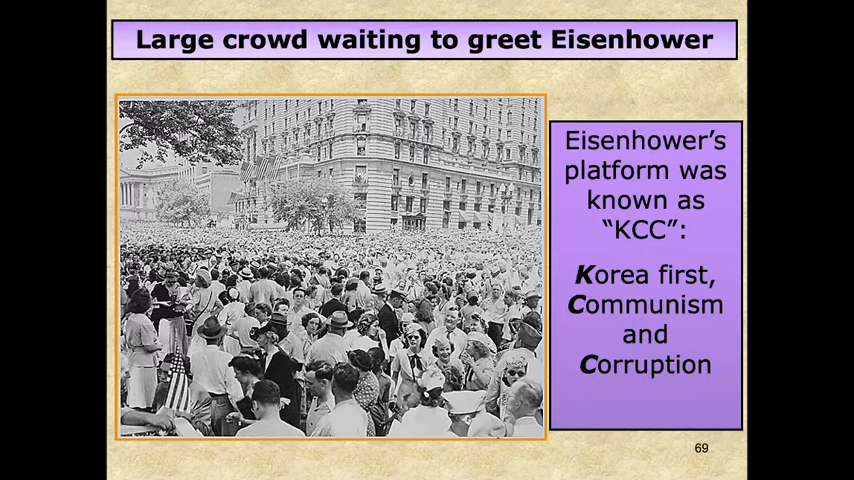 Large crowd waiting to greet Eisenhower
Eisenhower’s
platform was
known as
“KCC”:
Korea first,
Communism
and
Corruption
69